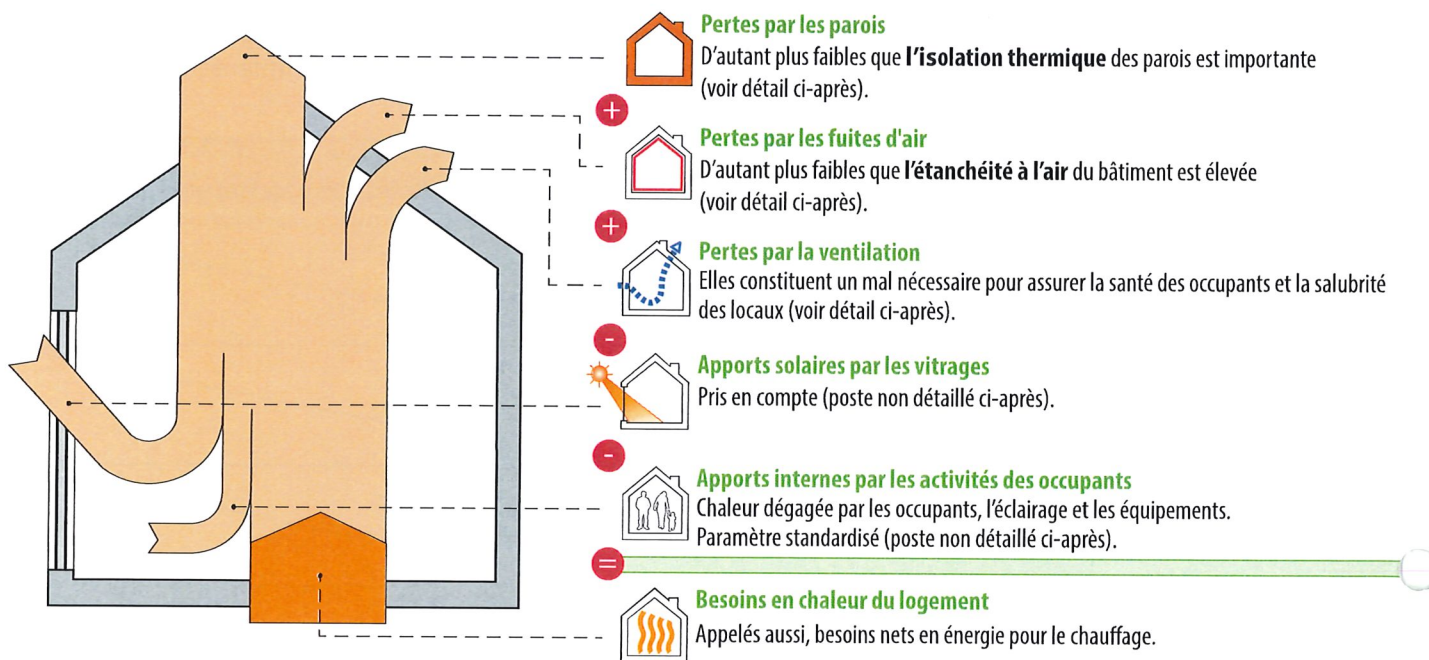 Pertes par les parois
D'autant plus faibles que l'isolation thermique des parois est importante
(voir détail ci-après).
+
Pertes par les fuites d'air
D'autant plus faibles que l'étanchéité à l'air du bâtiment est élevée
(voir détail ci-après).
+
Pertes par la ventilation
Elles constituent un mal nécessaire pour assurer la santé des occupants et la salubrité
des locaux (voir détail ci-après).
-
Apports solaires par les vitrages
Pris en compte (poste non détaillé ci-après).
-
Apports internes par les activités des occupants
Chaleur dégagée par les occupants, l'éclairage et les équipements.
Paramètre standardisé (poste non détaillé ci-après).
=
Besoins en chaleur du logement
Appelés aussi, besoins nets en énergie pour le chauffage.